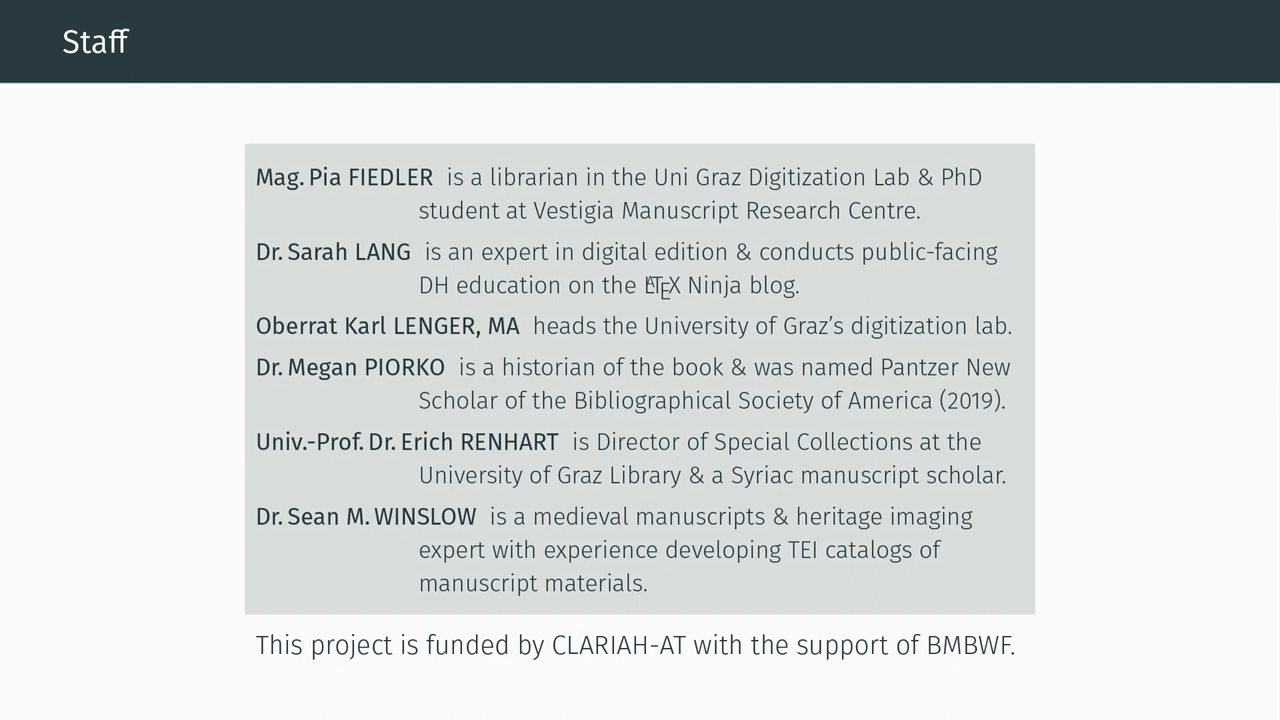 Staff
Mag. Pia FIEDLER is a librarian in the Uni Graz Digitization Lab & PhD
student at Vestigia Manuscript Research Centre.
Dr. Sarah LANG is an expert in digital edition & conducts public-facing
DH education on the LATEX Ninja blog.
Oberrat Karl LENGER, MA heads the University of Graz’s digitization lab.
Dr. Megan PIORKO is a historian of the book & was named Pantzer New
Scholar of the Bibliographical Society of America (2019).
Univ.-Prof. Dr. Erich RENHART is Director of Special Collections at the
University of Graz Library & a Syriac manuscript scholar.
Dr. Sean M. WINSLOW is a medieval manuscripts & heritage imaging
expert with experience developing TEI catalogs of
manuscript materials.
This project is funded by CLARIAH-AT with the support of BMBWF.